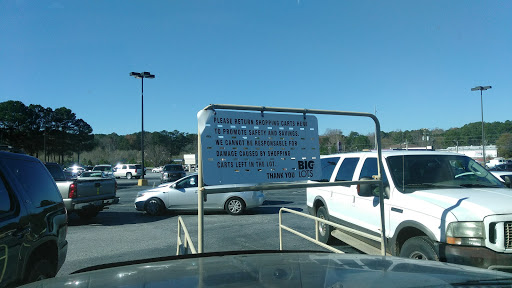 PLEASE RETURN SHOPPING CARTS HERE
TO PROMOTE SAFETY AND SAVINGS.
WE CANNOT BE RESPONSIBLE FOR
DAMAGE CAUSED BY SHOPPING
CARTS LEFT IN THE LOT.
THANK YOU
BIG
LOTS